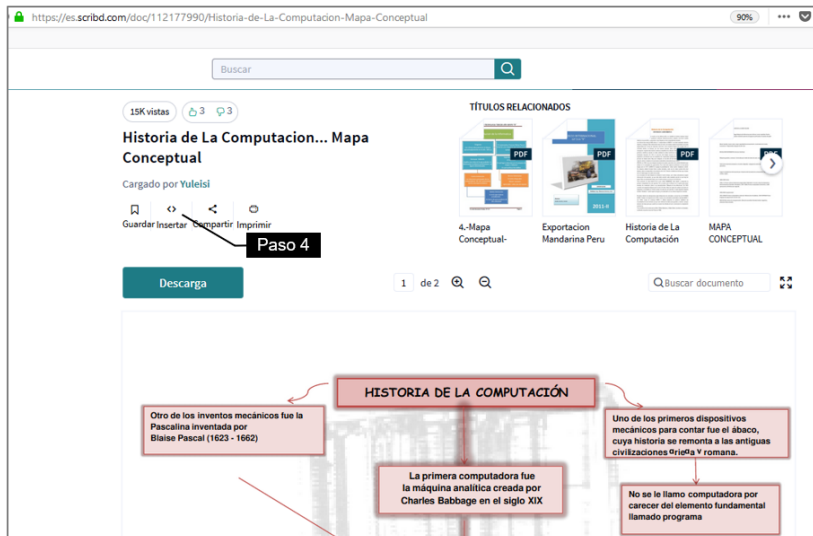 https://es.scribd.com/doc/112177990/Historia-de-La-Computacion-Mapa-Conceptual
90%
Buscar
15K vistas
3
3
Historia de La Computacion... Mapa
Conceptual
Cargado por Yuleisi
Guardar
Insertar
Compartir
Imprimir
Paso 4
TÍTULOS RELACIONADOS
PDF
PDF
PDF
2011-II
4.-Mapa
Conceptual-
Exportacion
Mandarina Peru
Historia de La
Computación
MAPA
CONCEPTUAL
Descarga
1 de 2
Buscar documento
HISTORIA DE LA COMPUTACIÓN
Otro de los inventos mecánicos fue la
Pascalina inventada por
Blaise Pascal (1623 - 1662)
La primera computadora fue
la máquina analítica creada por
Charles Babbage en el siglo XIX
Uno de los primeros dispositivos
mecánicos para contar fue el ábaco,
cuya historia se remonta a las antiguas
civilizaciones griega y romana.
No se le llamo computadora por
carecer del elemento fundamental
llamado programa